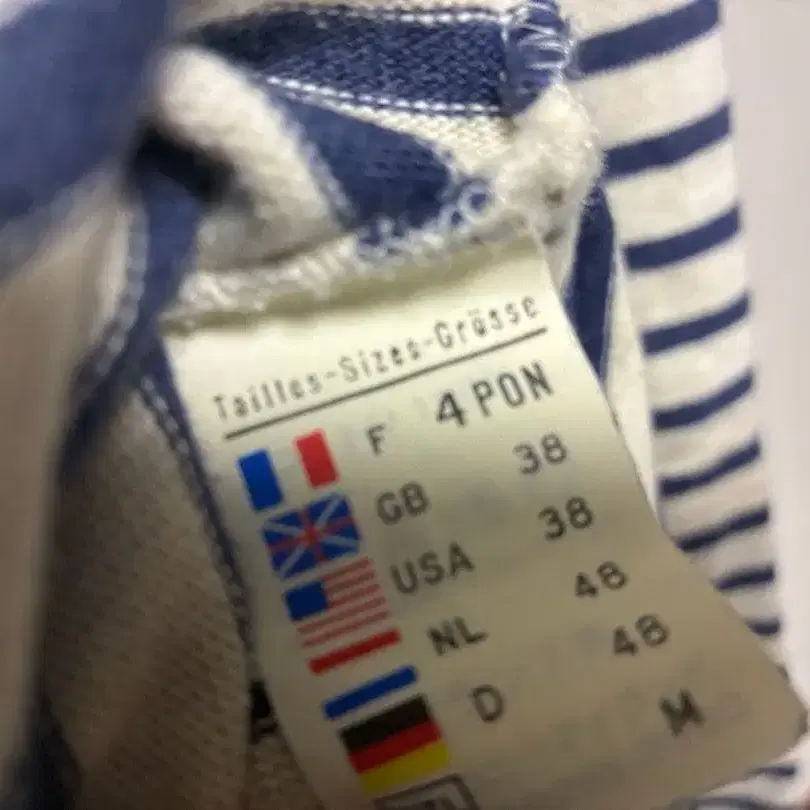 Tailles-Sizes-Grösse
F 4 PON
GB 38
USA 38
NL 48
D 48
M